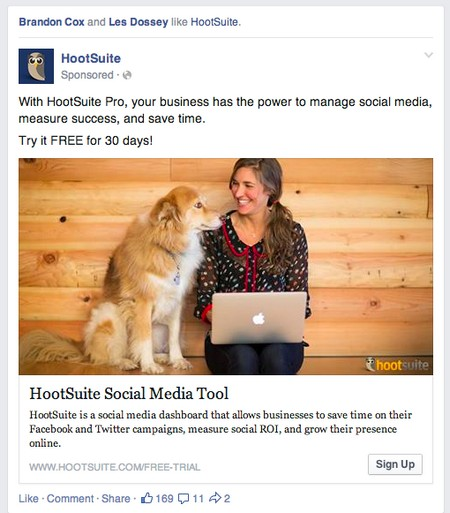 Brandon Cox and Les Dossey like HootSuite.
HootSuite
Sponsored ·
With HootSuite Pro, your business has the power to manage social media,
measure success, and save time.
Try it FREE for 30 days!
hootsuite
HootSuite Social Media Tool
HootSuite is a social media dashboard that allows businesses to save time on their
Facebook and Twitter campaigns, measure social ROI, and grow their presence
online.
WWW.HOOTSUITE.COM/FREE-TRIAL
Sign Up
Like · Comment · Share · 169 11 2